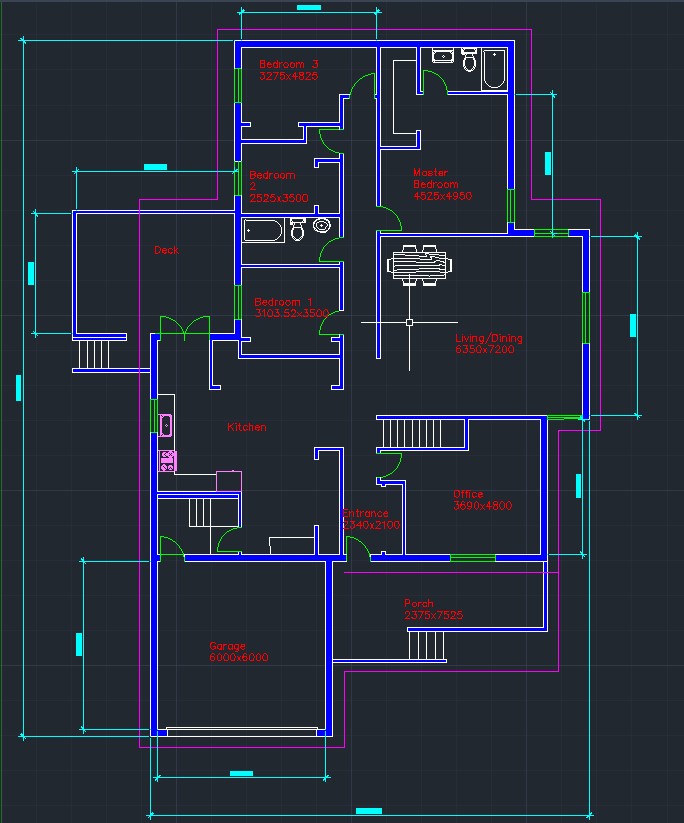 Bedroom 3
3275x4825
Bedroom
2
2525x3500
Master
Bedroom
4525x4950
Deck
Bedroom 1
3103.52x3500
Living/Dining
6350x7200
Kitchen
Office
3690x4800
Entrance
2340x2100
Porch
2375x7525
Garage
6000x6000